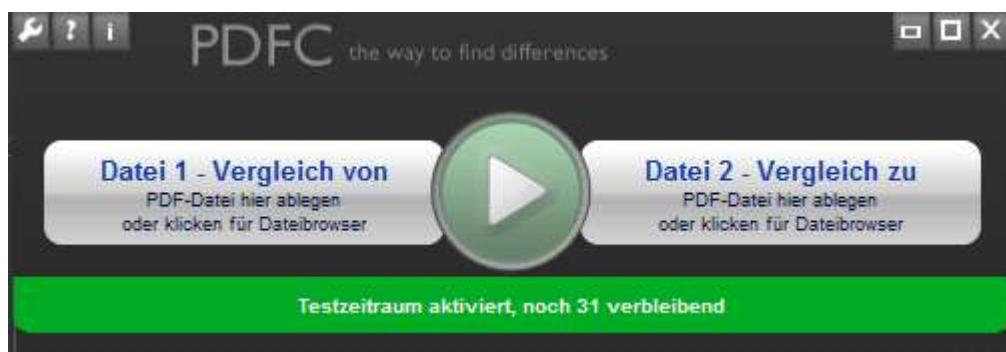 ? i
PDFC the way to find differences
Datei 1 - Vergleich von
PDF-Datei hier ablegen
oder klicken für Dateibrowser
Datei 2 - Vergleich zu
PDF-Datei hier ablegen
oder klicken für Dateibrowser
Testzeitraum aktiviert, noch 31 verbleibend